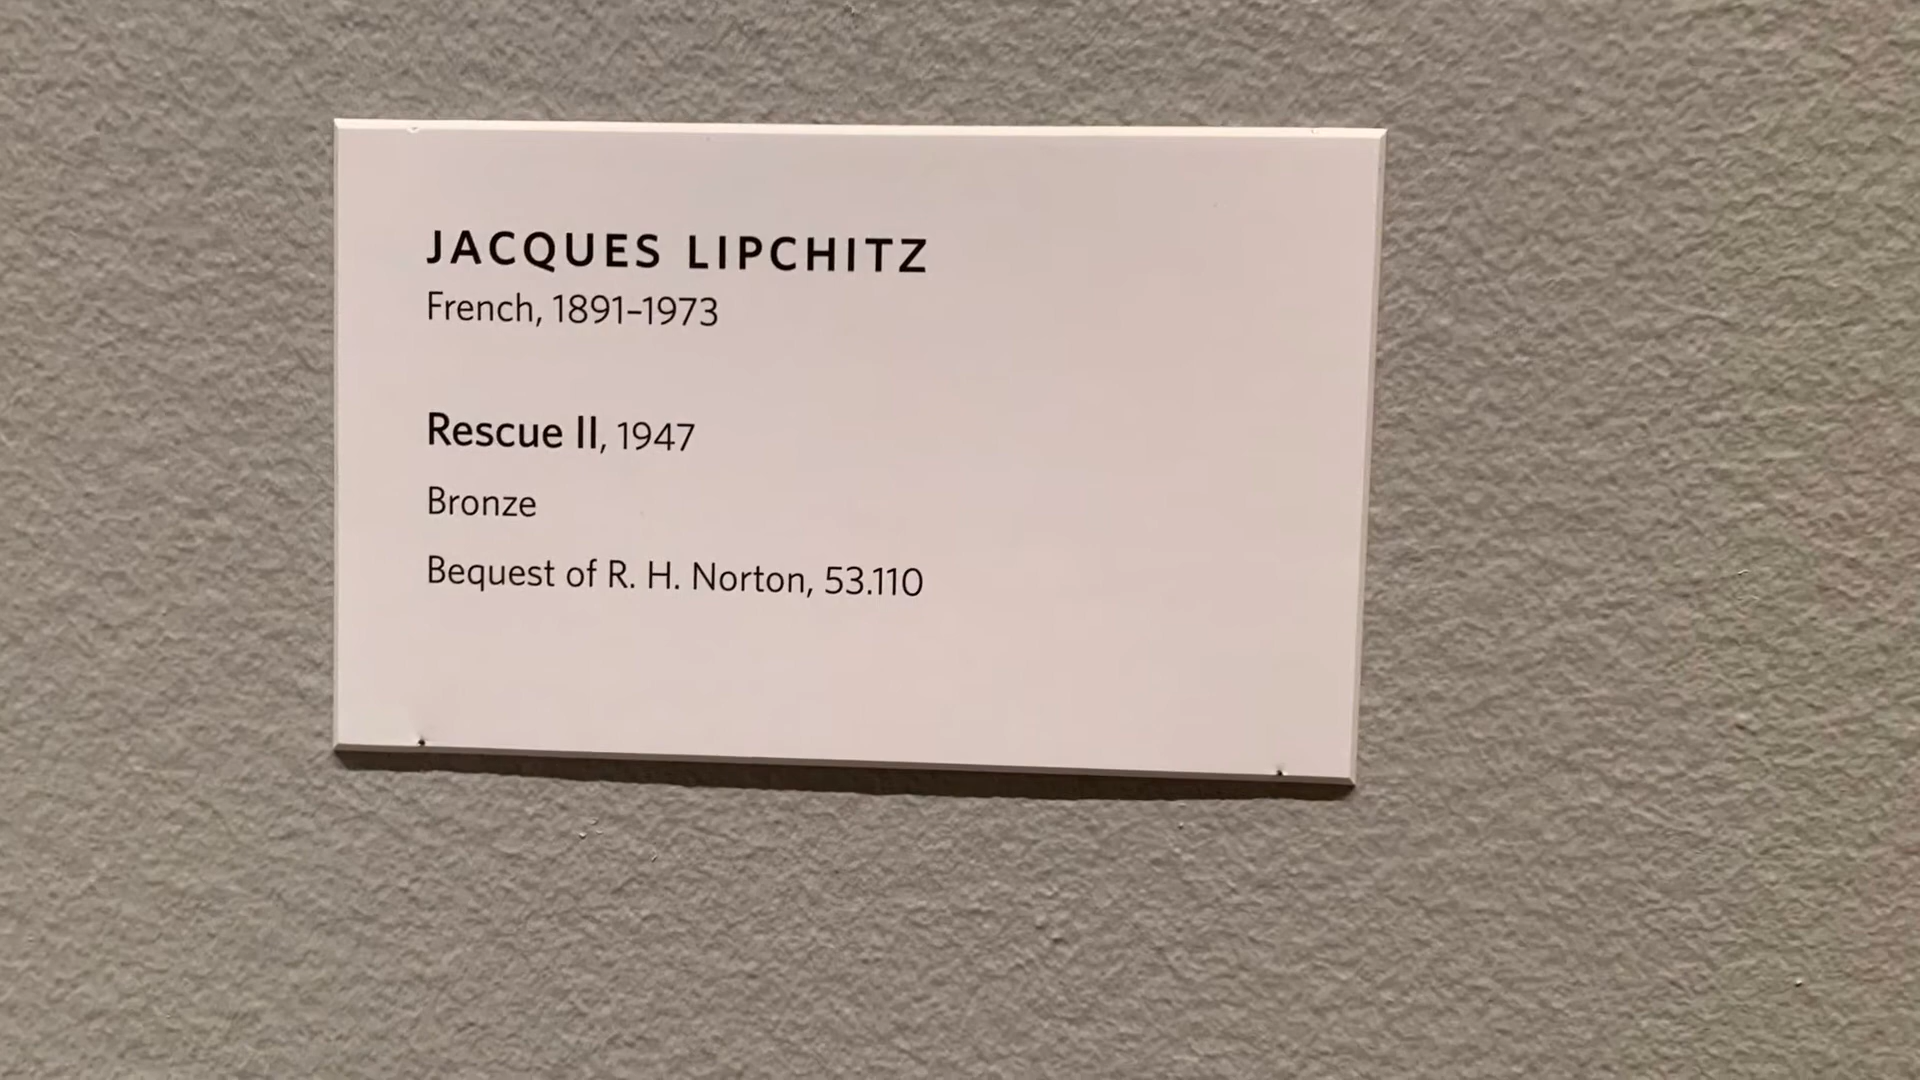 JACQUES LIPCHITZ
French, 1891–1973
Rescue II, 1947
Bronze
Bequest of R. H. Norton, 53.110